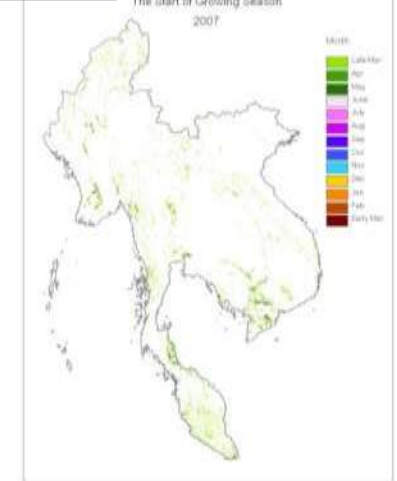 The Start of Growing Season
2007
Month
Late Mar
Apr
May
June
July
Aug
Sep
Oct
Nov
Dec
Jan
Feb
Early Mar